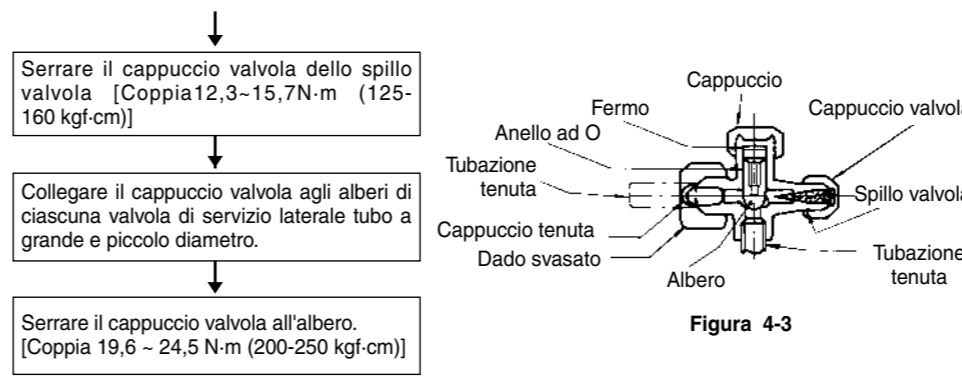 Serrare il cappuccio valvola dello spillo
valvola [Coppia12,3~15,7N·m (125-
160 kgf·cm)]
Collegare il cappuccio valvola agli alberi di
ciascuna valvola di servizio laterale tubo a
grande e piccolo diametro.
Serrare il cappuccio valvola all'albero.
[Coppia 19,6 ~ 24,5 N·m (200-250 kgf·cm)]
Cappuccio
Fermo
Cappuccio valvola
Anello ad O
Tubazione
tenuta
Spillo valvola
Cappuccio tenuta
Dado svasato
Albero
Tubazione
tenuta
Figura 4-3